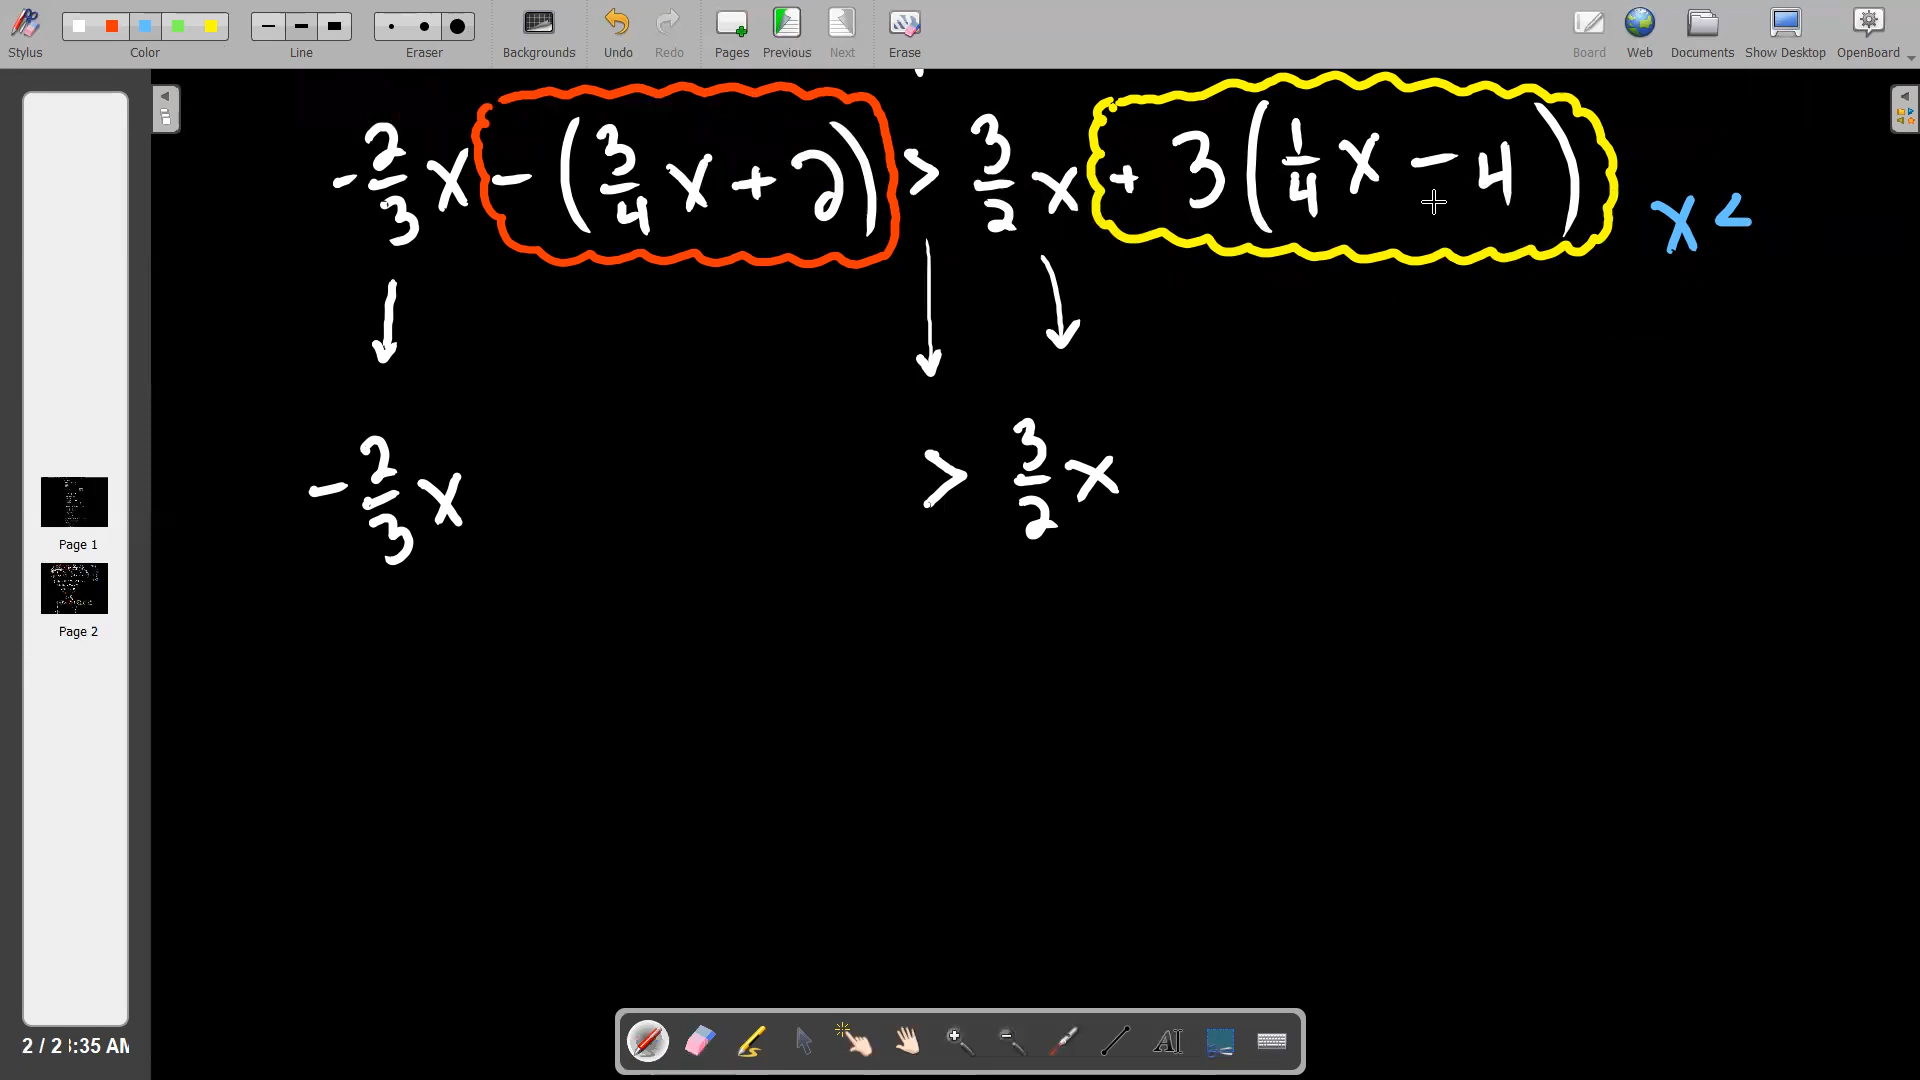 Stylus Color Line Eraser Backgrounds Undo Redo Pages Previous Next Erase Board Web Documents Show Desktop OpenBoard
-2/3x - (3/4x + 2) > 3/2x + 3(1/4x - 4)
x <
-2/3x > 3/2x
Page 1
Page 2
2 / 2
:35 AM